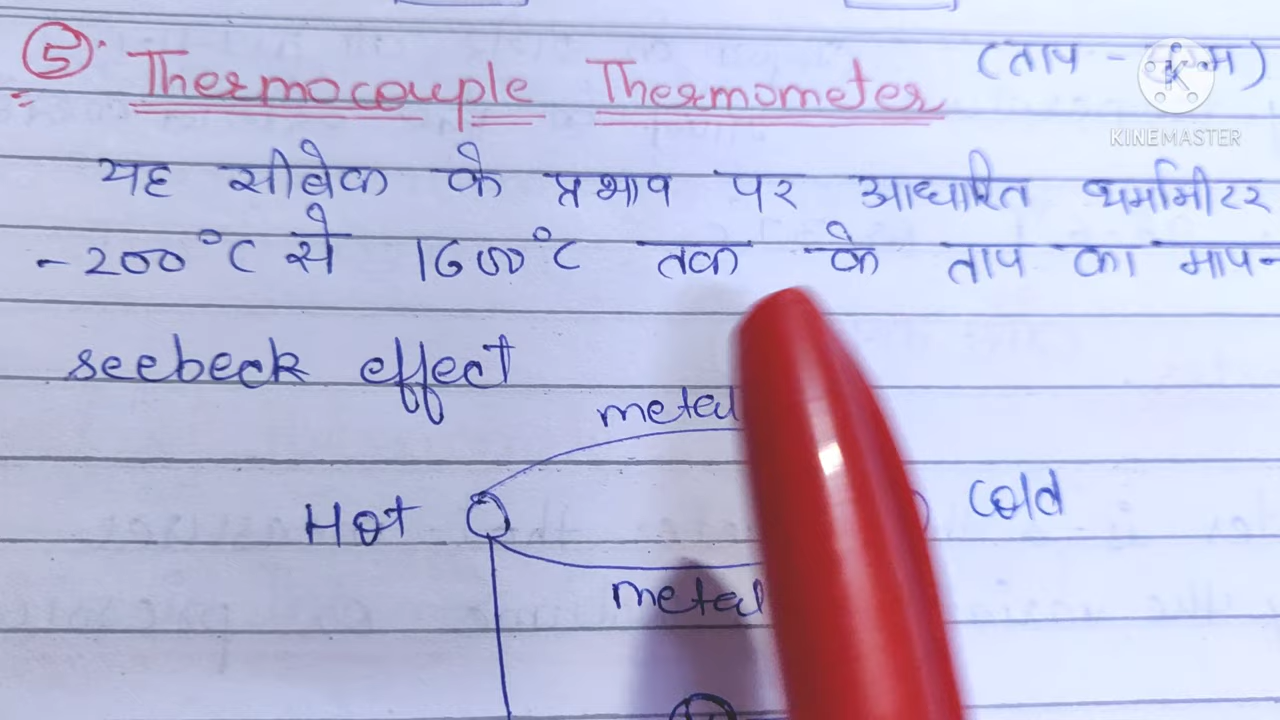 5. Thermocouple Thermometer (ताप -
KINEMASTER
यह सीबेक के प्रभाव पर आधारित थर्मामीटर
-200°C से 1600°C तक के ताप का मापन
seebeck effect
metal
Hot cold
metal